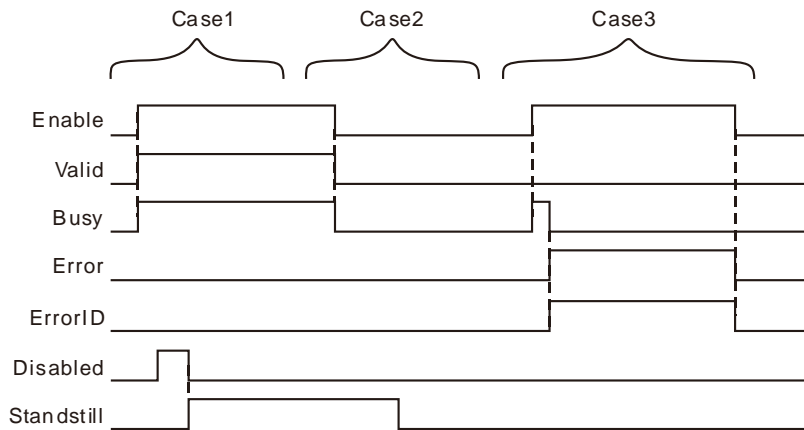 Case1 Case2 Case3
Enable
Valid
Busy
Error
ErrorID
Disabled
Standstill